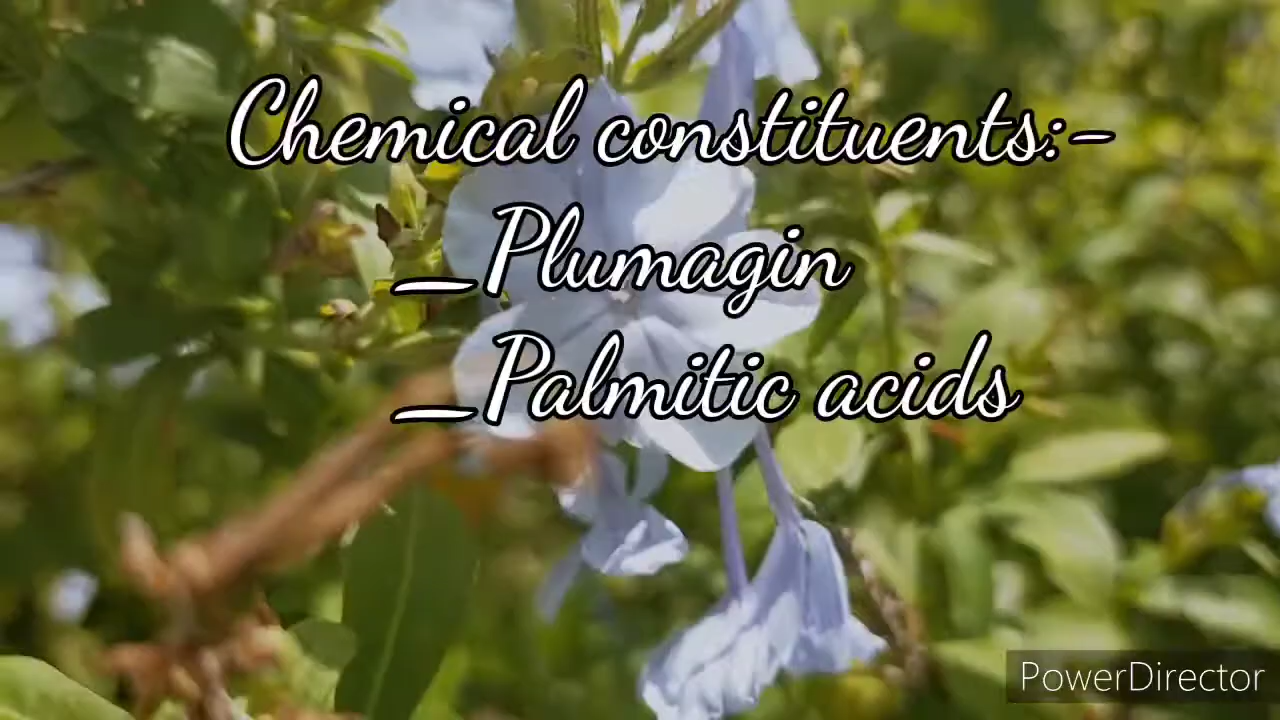 Chemical constituents:-
_Plumagin
_Palmitic acids
PowerDirector